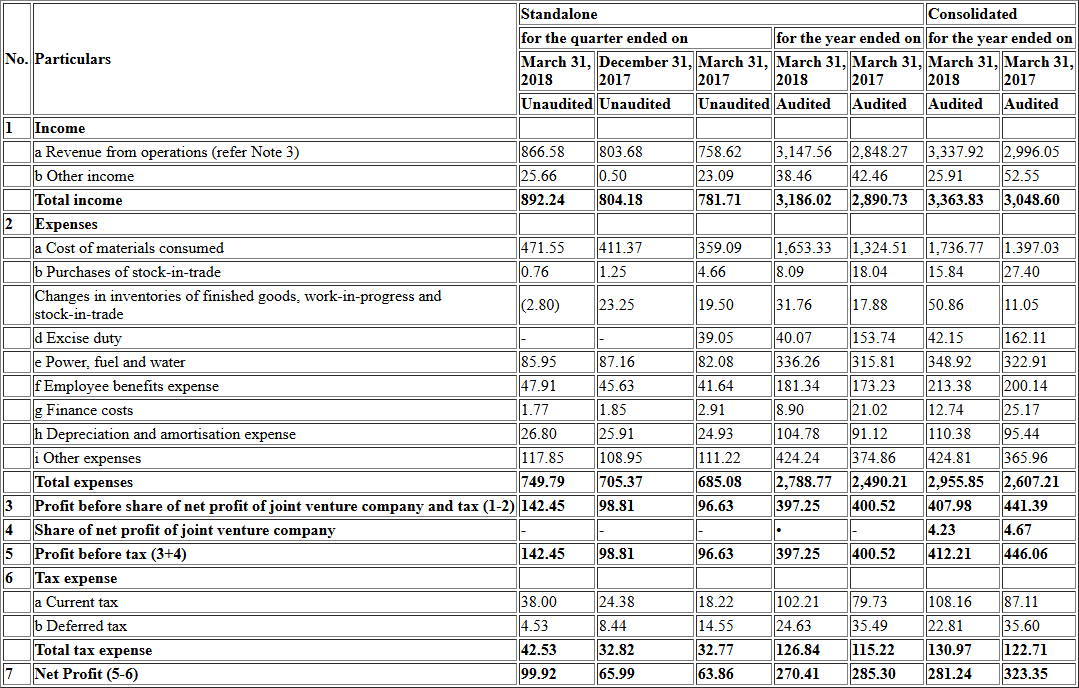 No. Particulars Standalone Consolidated
for the quarter ended on for the year ended on for the year ended on
March 31, 2018 December 31, 2017 March 31, 2017 March 31, 2018 March 31, 2017 March 31, 2018 March 31, 2017
Unaudited Unaudited Unaudited Audited Audited Audited Audited
1 Income
a Revenue from operations (refer Note 3) 866.58 803.68 758.62 3,147.56 2,848.27 3,337.92 2,996.05
b Other income 25.66 0.50 23.09 38.46 42.46 25.91 52.55
Total income 892.24 804.18 781.71 3,186.02 2,890.73 3,363.83 3,048.60
2 Expenses
a Cost of materials consumed 471.55 411.37 359.09 1,653.33 1,324.51 1,736.77 1.397.03
b Purchases of stock-in-trade 0.76 1.25 4.66 8.09 18.04 15.84 27.40
Changes in inventories of finished goods, work-in-progress and
stock-in-trade (2.80) 23.25 19.50 31.76 17.88 50.86 11.05
d Excise duty - - 39.05 40.07 153.74 42.15 162.11
e Power, fuel and water 85.95 87.16 82.08 336.26 315.81 348.92 322.91
f Employee benefits expense 47.91 45.63 41.64 181.34 173.23 213.38 200.14
g Finance costs 1.77 1.85 2.91 8.90 21.02 12.74 25.17
h Depreciation and amortisation expense 26.80 25.91 24.93 104.78 91.12 110.38 95.44
i Other expenses 117.85 108.95 111.22 424.24 374.86 424.81 365.96
Total expenses 749.79 705.37 685.08 2,788.77 2,490.21 2,955.85 2,607.21
3 Profit before share of net profit of joint venture company and tax (1-2) 142.45 98.81 96.63 397.25 400.52 407.98 441.39
4 Share of net profit of joint venture company - - - • - 4.23 4.67
5 Profit before tax (3+4) 142.45 98.81 96.63 397.25 400.52 412.21 446.06
6 Tax expense
a Current tax 38.00 24.38 18.22 102.21 79.73 108.16 87.11
b Deferred tax 4.53 8.44 14.55 24.63 35.49 22.81 35.60
Total tax expense 42.53 32.82 32.77 126.84 115.22 130.97 122.71
7 Net Profit (5-6) 99.92 65.99 63.86 270.41 285.30 281.24 323.35